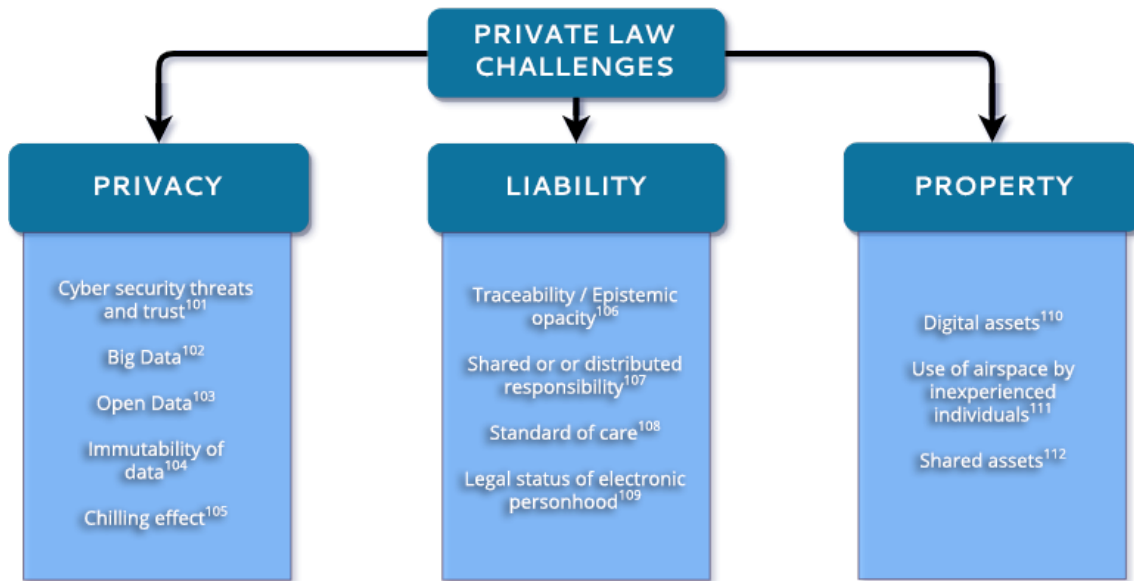 PRIVATE LAW
CHALLENGES
PRIVACY
Cyber security threats
and trust¹⁰¹
Big Data¹⁰²
Open Data¹⁰³
Immutability of
data¹⁰⁴
Chilling effect¹⁰⁵
LIABILITY
Traceability / Epistemic
opacity¹⁰⁶
Shared or or distributed
responsibility¹⁰⁷
Standard of care¹⁰⁸
Legal status of electronic
personhood¹⁰⁹
PROPERTY
Digital assets¹¹⁰
Use of airspace by
inexperienced
individuals¹¹¹
Shared assets¹¹²